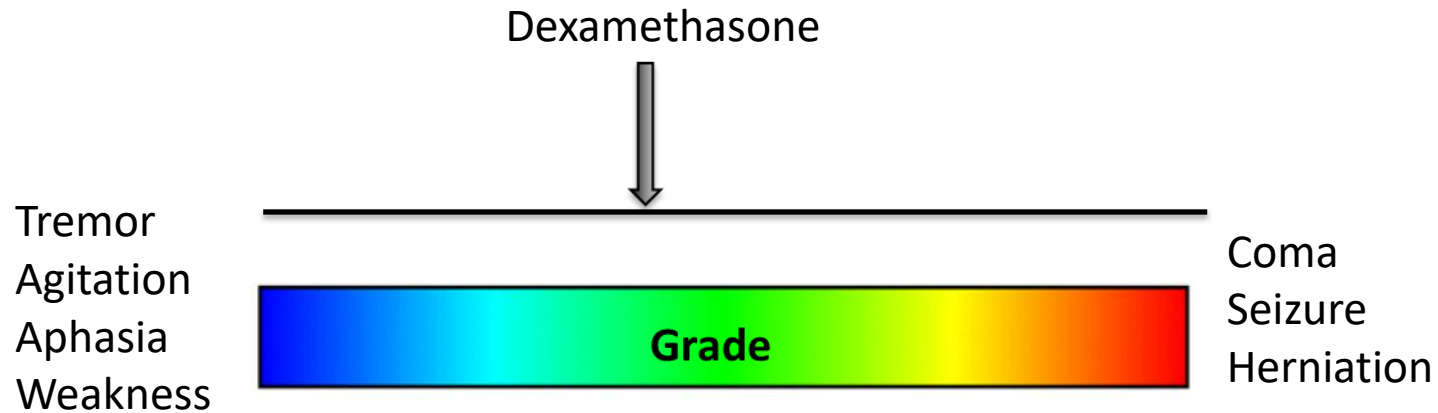 Dexamethasone
Tremor
Agitation
Aphasia
Weakness
Grade
Coma
Seizure
Herniation